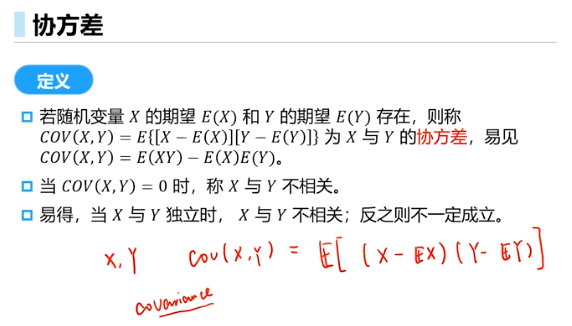 协方差
定义
若随机变量 X 的期望 E(X) 和 Y 的期望 E(Y) 存在，则称
COV(X,Y) = E{[X − E(X)][Y − E(Y)]} 为 X 与 Y 的协方差，易见
COV(X,Y) = E(XY) − E(X)E(Y)。
当 COV(X,Y) = 0 时，称 X 与 Y 不相关。
易得，当 X 与 Y 独立时， X 与 Y 不相关；反之则不一定成立。
X, Y cov(X,Y) = 𝔼[ (X − 𝔼X) (Y − 𝔼Y) ]
covariance